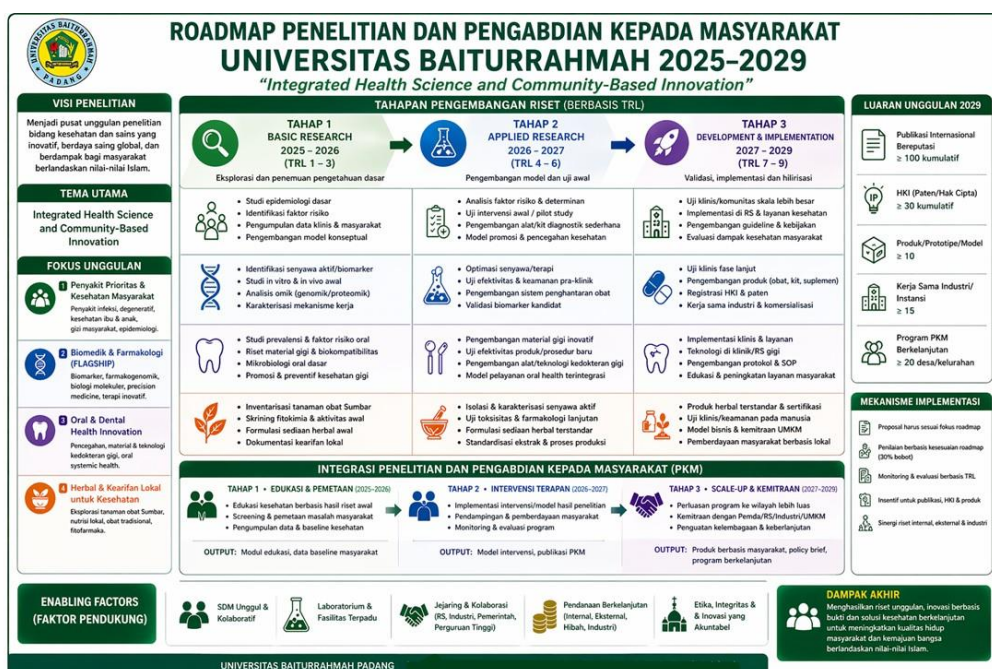 UNIVERSITAS BAITURRAHMAH
PADANG
ROADMAP PENELITIAN DAN PENGABDIAN KEPADA MASYARAKAT
UNIVERSITAS BAITURRAHMAH 2025–2029
“Integrated Health Science and Community-Based Innovation”
VISI PENELITIAN
Menjadi pusat unggulan penelitian
bidang kesehatan dan sains yang
inovatif, berdaya saing global, dan
berdampak bagi masyarakat
berlandaskan nilai-nilai Islam.
TEMA UTAMA
Integrated Health Science
and Community-Based
Innovation
FOKUS UNGGULAN
1 Penyakit Prioritas &
Kesehatan Masyarakat
Penyakit infeksi, degeneratif,
kesehatan ibu & anak,
gizi masyarakat, epidemiologi.
2 Biomedik & Farmakologi
(FLAGSHIP)
Biomarker, farmakogenomik,
biologi molekuler, precision
medicine, terapi inovatif.
3 Oral & Dental
Health Innovation
Pencegahan, material & teknologi
kedokteran gigi, oral
systemic health.
4 Herbal & Kearifan Lokal
untuk Kesehatan
Eksplorasi tanaman obat Sumbar,
nutrisi lokal, obat tradisional,
fitofarmaka.
TAHAPAN PENGEMBANGAN RISET (BERBASIS TRL)
TAHAP 1
BASIC RESEARCH
2025 – 2026
(TRL 1 – 3)
Eksplorasi dan penemuan pengetahuan dasar
TAHAP 2
APPLIED RESEARCH
2026 – 2027
(TRL 4 – 6)
Pengembangan model dan uji awal
TAHAP 3
DEVELOPMENT & IMPLEMENTATION
2027 – 2029
(TRL 7 – 9)
Validasi, implementasi dan hilirisasi
• Studi epidemiologi dasar
• Identifikasi faktor risiko
• Pengumpulan data klinis & masyarakat
• Pengembangan model konseptual
• Analisis faktor risiko & determinan
• Uji intervensi awal / pilot study
• Pengembangan alat/kit diagnostik sederhana
• Model promosi & pencegahan kesehatan
• Uji klinis/komunitas skala lebih besar
• Implementasi di RS & layanan kesehatan
• Pengembangan guideline & kebijakan
• Evaluasi dampak kesehatan masyarakat
• Identifikasi senyawa aktif/biomarker
• Studi in vitro & in vivo awal
• Analisis omik (genomik/proteomik)
• Karakterisasi mekanisme kerja
• Optimasi senyawa/terapi
• Uji efektivitas & keamanan pra-klinik
• Pengembangan sistem penghantaran obat
• Validasi biomarker kandidat
• Uji klinis fase lanjut
• Pengembangan produk (obat, kit, suplemen)
• Registrasi HKI & paten
• Kerja sama industri & komersialisasi
• Studi prevalensi & faktor risiko oral
• Riset material gigi & biokompatibilitas
• Mikrobiologi oral dasar
• Promosi & preventif kesehatan gigi
• Pengembangan material gigi inovatif
• Uji efektivitas produk/prosedur baru
• Pengembangan alat/teknologi kedokteran gigi
• Model pelayanan oral health terintegrasi
• Implementasi klinis & layanan
• Teknologi di klinik/RS gigi
• Pengembangan protokol & SOP
• Edukasi & peningkatan layanan masyarakat
• Inventarisasi tanaman obat Sumbar
• Skrining fitokimia & aktivitas awal
• Formulasi sediaan herbal awal
• Dokumentasi kearifan lokal
• Isolasi & karakterisasi senyawa aktif
• Uji toksisitas & farmakologi lanjutan
• Formulasi sediaan herbal terstandar
• Standardisasi ekstrak & proses produksi
• Produk herbal terstandar & sertifikasi
• Uji klinis/keamanan pada manusia
• Model bisnis & kemitraan UMKM
• Pemberdayaan masyarakat berbasis lokal
INTEGRASI PENELITIAN DAN PENGABDIAN KEPADA MASYARAKAT (PKM)
TAHAP 1 • EDUKASI & PEMETAAN (2025–2026)
• Edukasi kesehatan berbasis hasil riset awal
• Screening & pemetaan masalah masyarakat
• Pengumpulan data & baseline kesehatan
OUTPUT: Modul edukasi, data baseline masyarakat
TAHAP 2 • INTERVENSI TERAPAN (2026–2027)
• Implementasi intervensi/model hasil penelitian
• Pendampingan & pemberdayaan masyarakat
• Monitoring & evaluasi program
OUTPUT: Model intervensi, publikasi PKM
TAHAP 3 • SCALE-UP & KEMITRAAN (2027–2029)
• Perluasan program ke wilayah lebih luas
• Kemitraan dengan Pemda/RS/Industri/UMKM
• Penguatan kelembagaan & keberlanjutan
OUTPUT: Produk berbasis masyarakat, policy brief,
program berkelanjutan
LUARAN UNGGULAN 2029
Publikasi Internasional
Bereputasi
≥ 100 kumulatif
IP
HKI (Paten/Hak Cipta)
≥ 30 kumulatif
Produk/Prototipe/Model
≥ 10
Kerja Sama Industri/
Instansi
≥ 15
Program PKM
Berkelanjutan
≥ 20 desa/kelurahan
MEKANISME IMPLEMENTASI
Proposal harus sesuai fokus roadmap
Penilaian berbasis kesesuaian roadmap
(30% bobot)
Monitoring & evaluasi berbasis TRL
Insentif untuk publikasi, HKI & produk
Sinergi riset internal, eksternal & industri
ENABLING FACTORS
(FAKTOR PENDUKUNG)
SDM Unggul &
Kolaboratif
Laboratorium &
Fasilitas Terpadu
Jejaring & Kolaborasi
(RS, Industri, Pemerintah,
Perguruan Tinggi)
Pendanaan Berkelanjutan
(Internal, Eksternal,
Hibah, Industri)
Etika, Integritas &
& Inovasi yang
Akuntabel
DAMPAK AKHIR
Menghasilkan riset unggulan, inovasi berbasis
bukti dan solusi kesehatan berkelanjutan
untuk meningkatkan kualitas hidup
masyarakat dan kemajuan bangsa
berlandaskan nilai-nilai Islam.
UNIVERSITAS BAITURRAHMAH PADANG